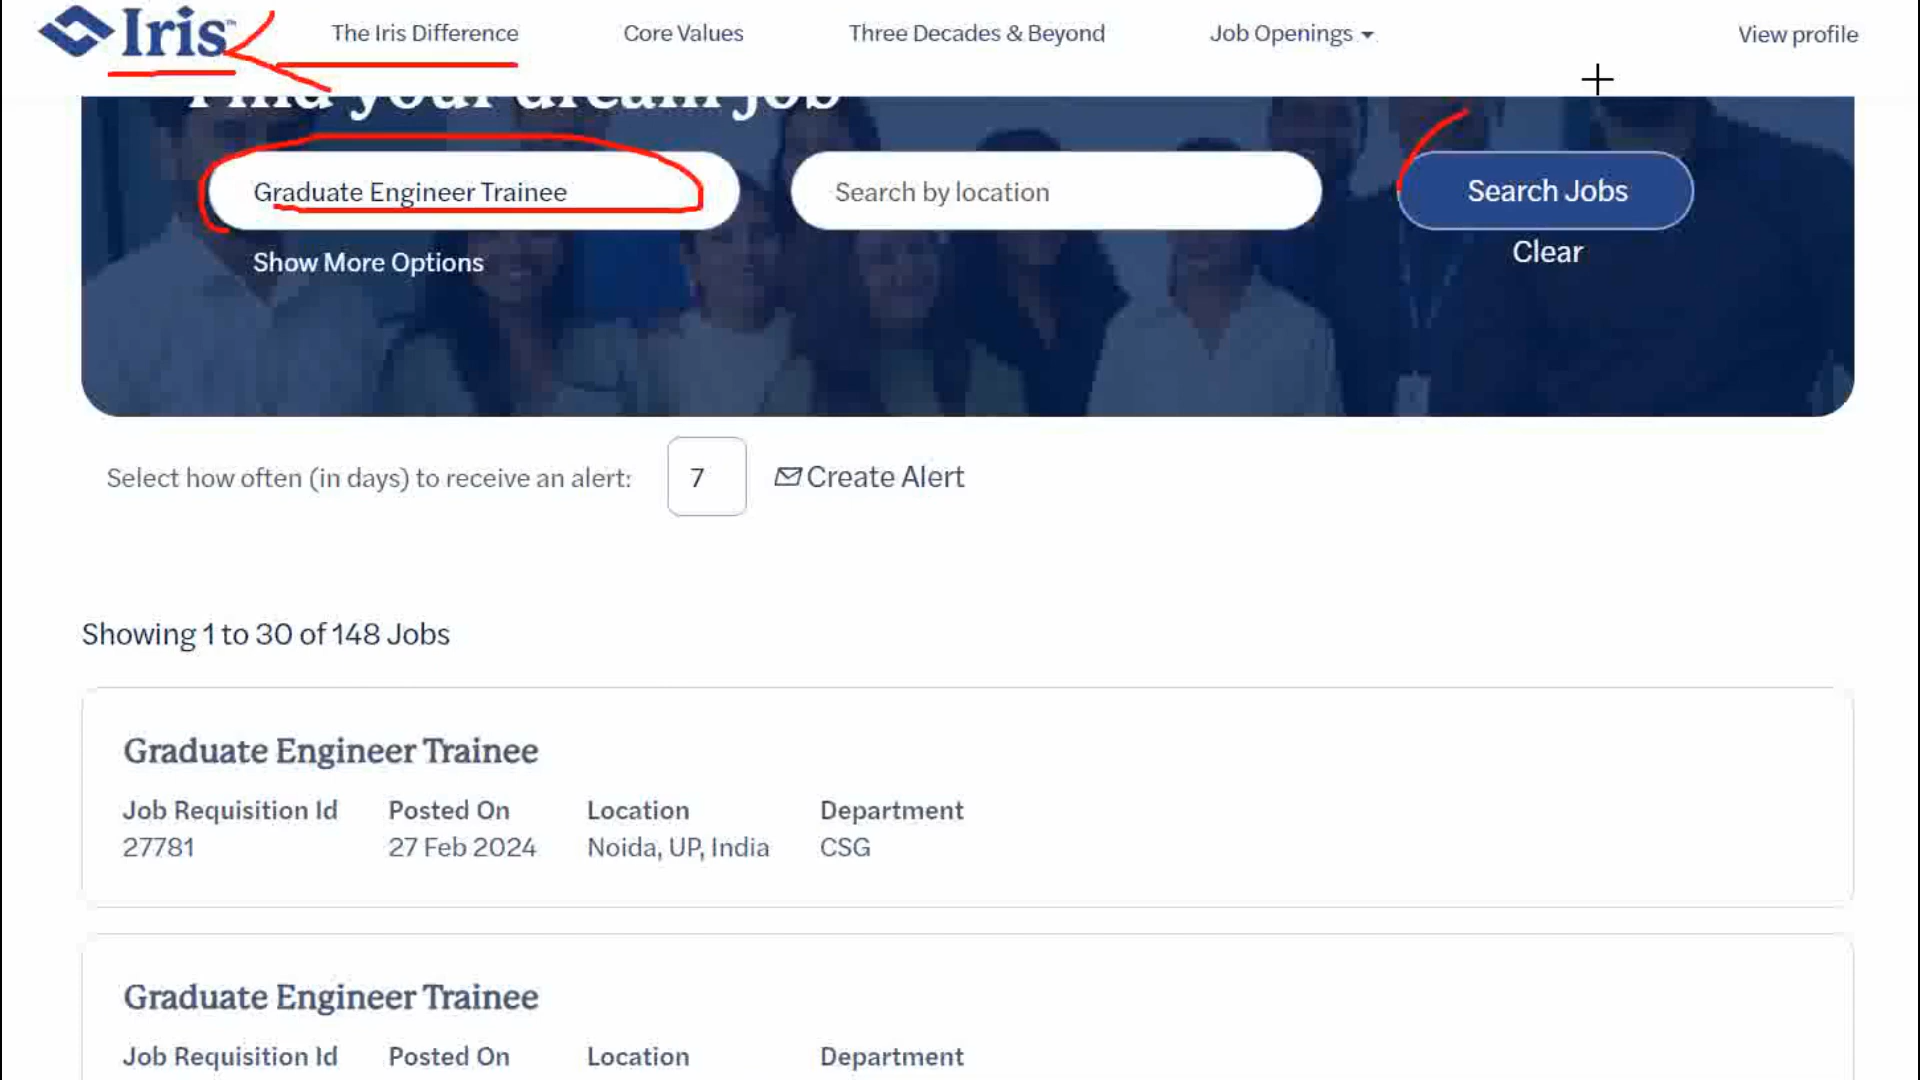 Iris™
The Iris Difference
Core Values
Three Decades & Beyond
Job Openings
View profile
Find your dream job
Graduate Engineer Trainee
Search by location
Search Jobs
Show More Options
Clear
Select how often (in days) to receive an alert:
7
Create Alert
Showing 1 to 30 of 148 Jobs
Graduate Engineer Trainee
Job Requisition Id Posted On Location Department
27781 27 Feb 2024 Noida, UP, India CSG
Graduate Engineer Trainee
Job Requisition Id Posted On Location Department